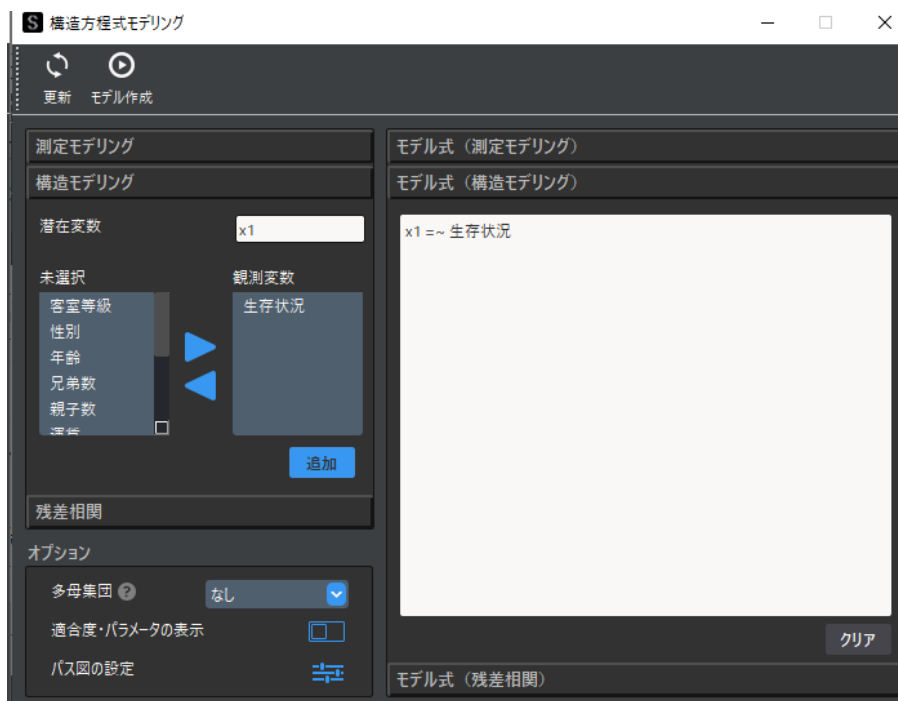 S 構造方程式モデリング
更新 モデル作成
測定モデリング
構造モデリング
潜在変数 x1
未選択 観測変数
客室等級
性別
年齢
兄弟数
親子数
運賃
生存状況
追加
残差相関
オプション
多母集団 ? なし
適合度・パラメータの表示
パス図の設定
モデル式（測定モデリング）
モデル式（構造モデリング）
x1 =~ 生存状況
クリア
モデル式（残差相関）